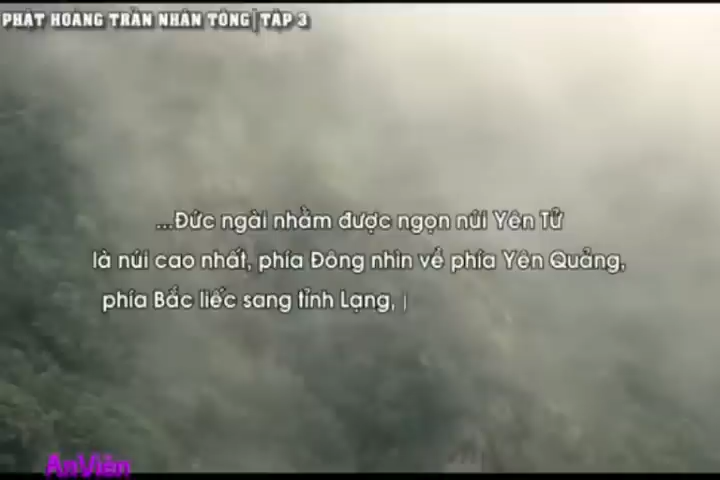 PHẬT HOÀNG TRẦN NHÂN TÔNG|TẬP 3
...Đức ngài nhằm được ngọn núi Yên Tử
là núi cao nhất, phía Đông nhìn về phía Yên Quảng,
phía Bắc liếc sang tỉnh Lạng,
AnViên